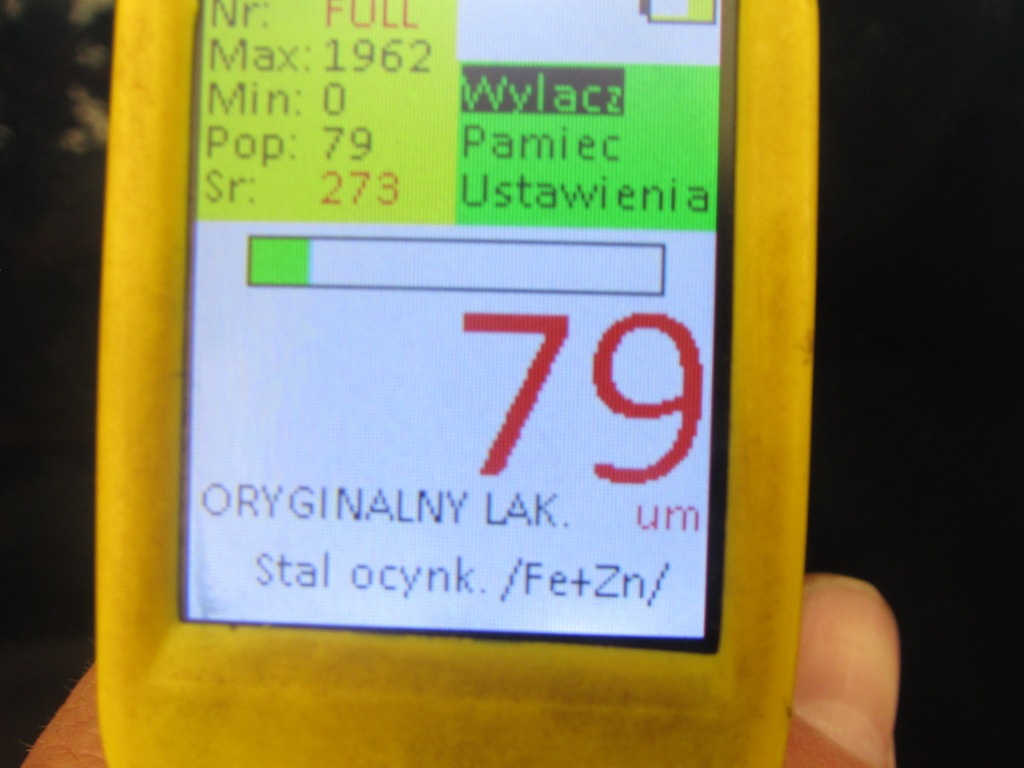 Nr: FULL
Max: 1962
Min: 0
Pop: 79
Sr: 273
Wylacz
Pamiec
Ustawienia
79
ORYGINALNY LAK. um
Stal ocynk. /Fe+Zn/